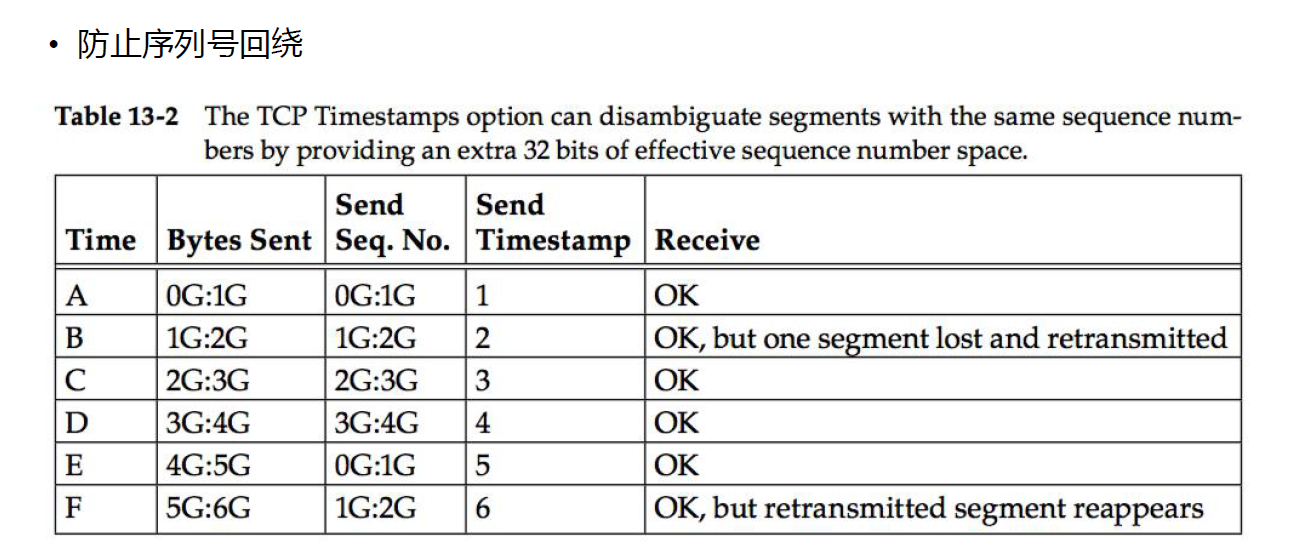 • 防止序列号回绕
Table 13-2 The TCP Timestamps option can disambiguate segments with the same sequence num-
bers by providing an extra 32 bits of effective sequence number space.
Time Bytes Sent Send Seq. No. Send Timestamp Receive
A 0G:1G 0G:1G 1 OK
B 1G:2G 1G:2G 2 OK, but one segment lost and retransmitted
C 2G:3G 2G:3G 3 OK
D 3G:4G 3G:4G 4 OK
E 4G:5G 0G:1G 5 OK
F 5G:6G 1G:2G 6 OK, but retransmitted segment reappears